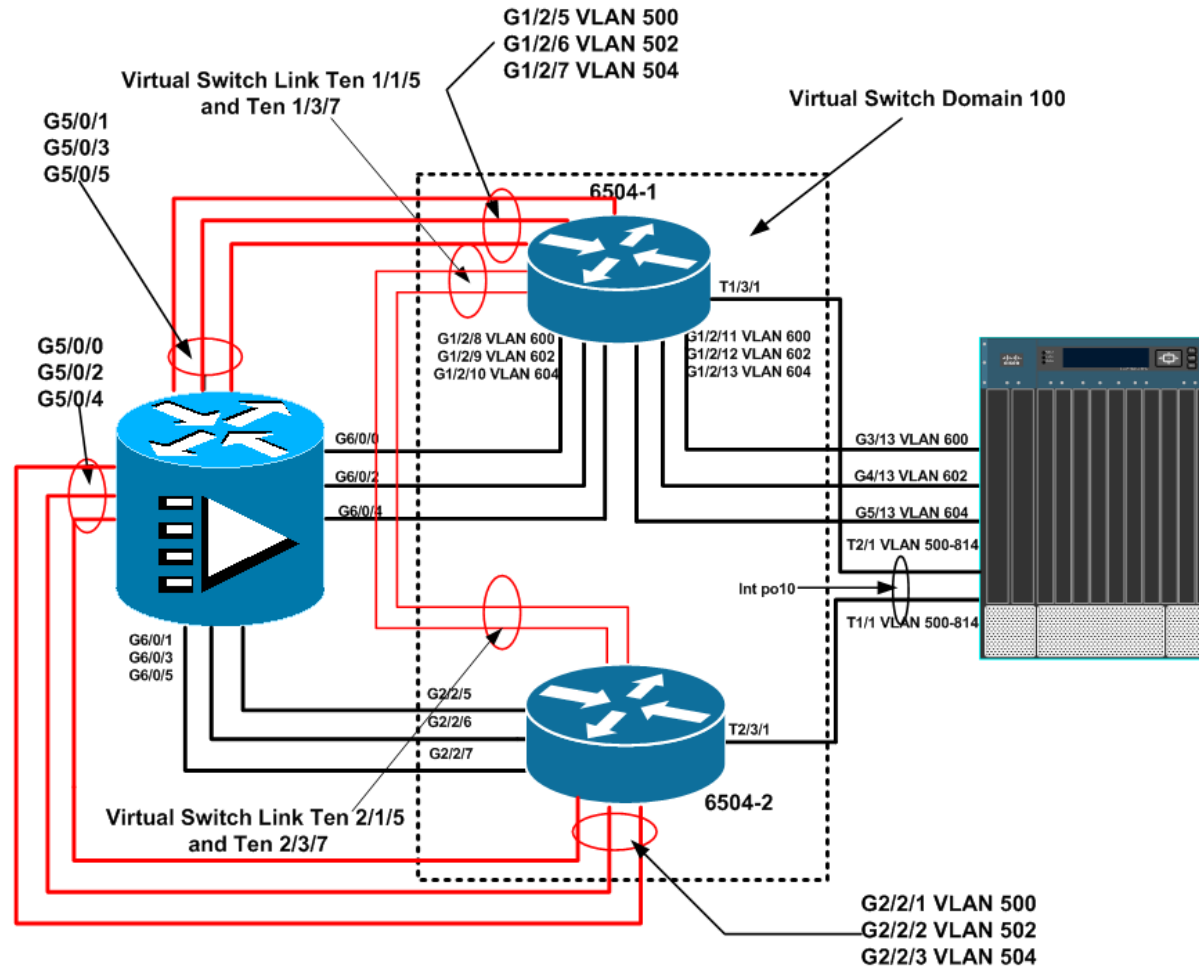 G1/2/5 VLAN 500
G1/2/6 VLAN 502
G1/2/7 VLAN 504
Virtual Switch Link Ten 1/1/5
and Ten 1/3/7
Virtual Switch Domain 100
G5/0/1
G5/0/3
G5/0/5
6504-1
T1/3/1
G1/2/8 VLAN 600
G1/2/9 VLAN 602
G1/2/10 VLAN 604
G1/2/11 VLAN 600
G1/2/12 VLAN 602
G1/2/13 VLAN 604
G5/0/0
G5/0/2
G5/0/4
G6/0/0
G6/0/2
G6/0/4
G3/13 VLAN 600
G4/13 VLAN 602
G5/13 VLAN 604
T2/1 VLAN 500-814
Int po10
T1/1 VLAN 500-814
G6/0/1
G6/0/3
G6/0/5
G2/2/5
G2/2/6
G2/2/7
T2/3/1
6504-2
Virtual Switch Link Ten 2/1/5
and Ten 2/3/7
G2/2/1 VLAN 500
G2/2/2 VLAN 502
G2/2/3 VLAN 504